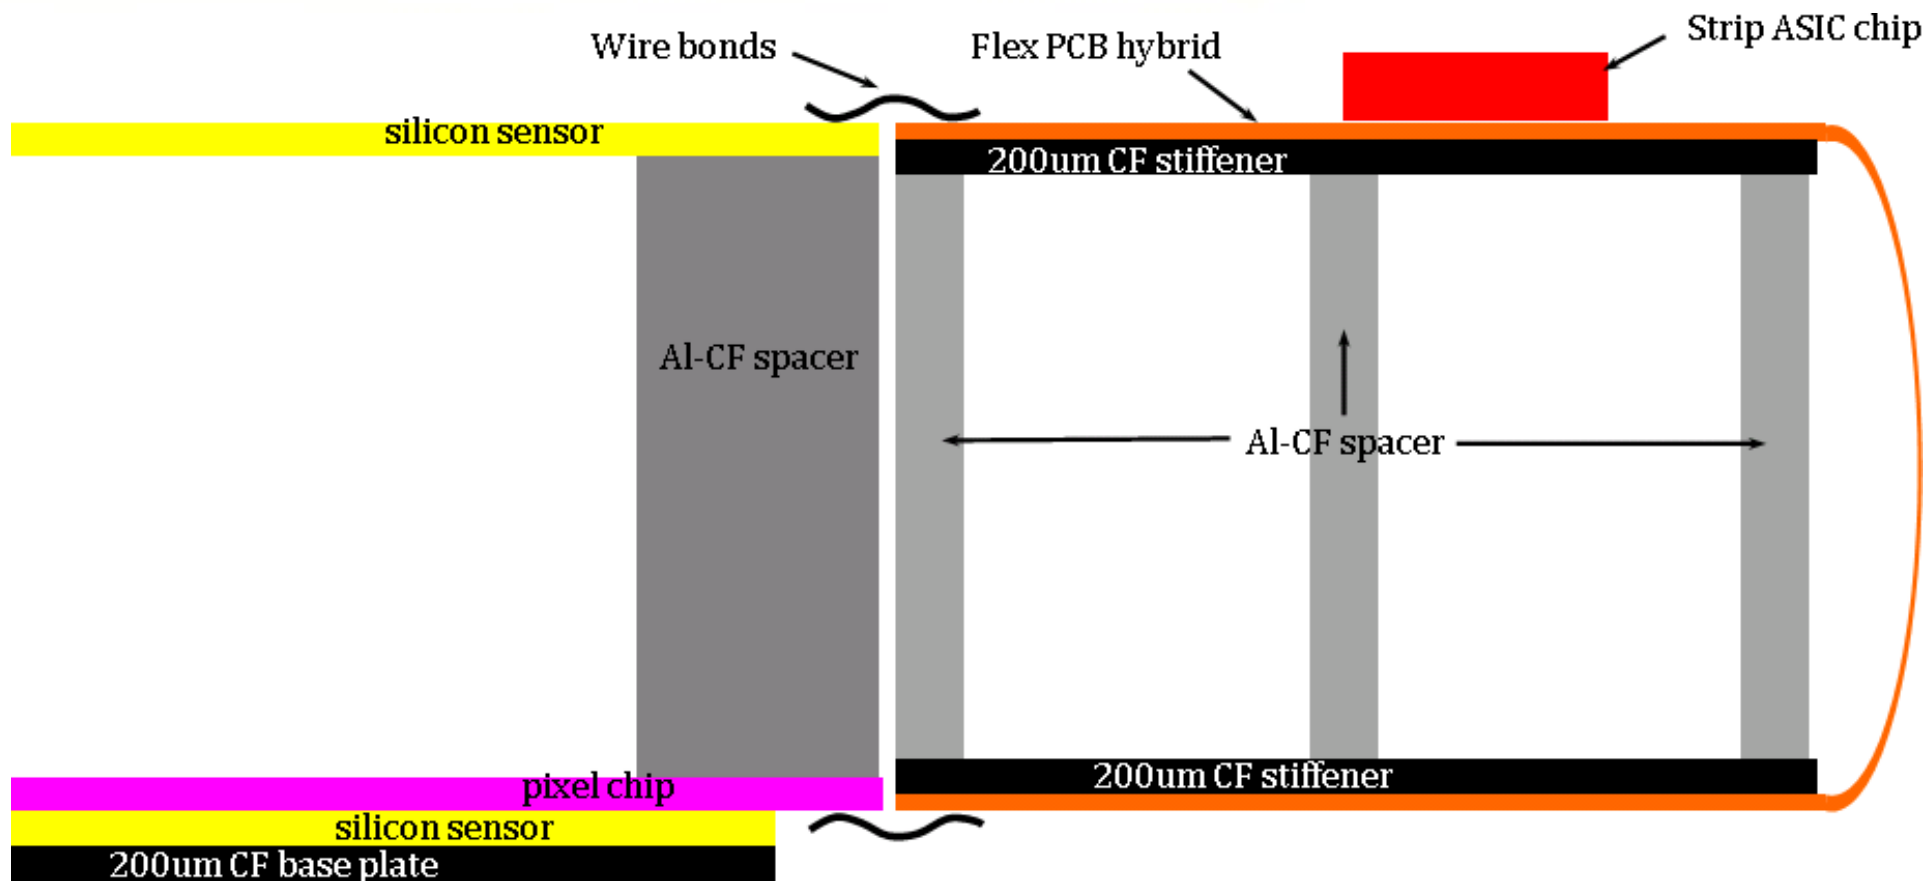 Strip ASIC chip
Wire bonds
Flex PCB hybrid
silicon sensor
200um CF stiffener
Al-CF spacer
Al-CF spacer
200um CF stiffener
pixel chip
silicon sensor
200um CF base plate